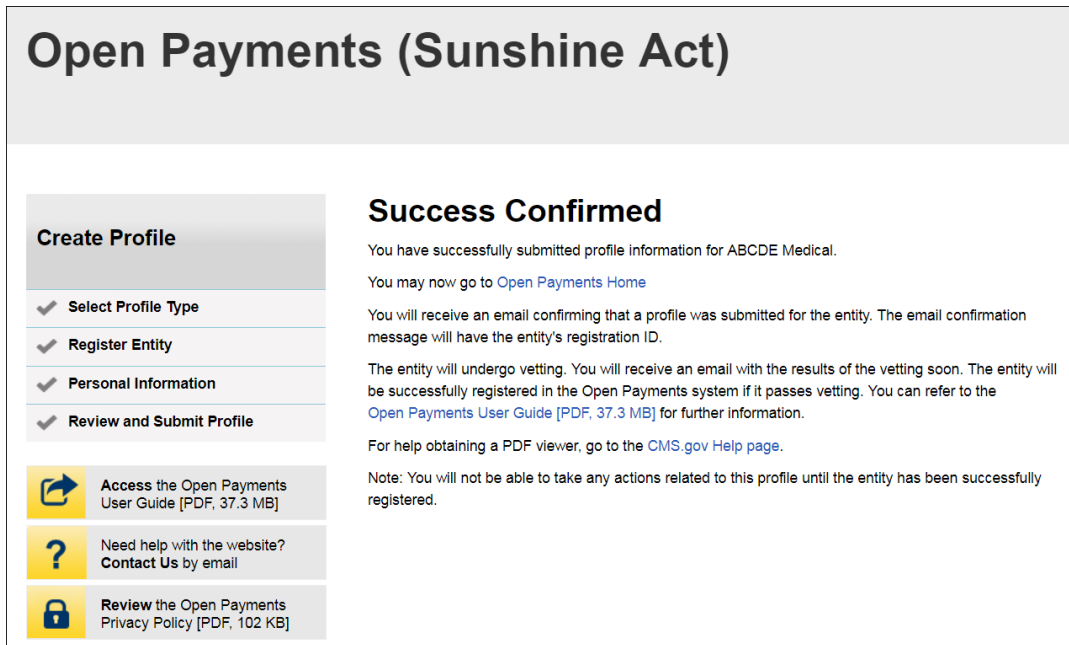 Open Payments (Sunshine Act)
Create Profile
Select Profile Type
Register Entity
Personal Information
Review and Submit Profile
Access the Open Payments
User Guide [PDF, 37.3 MB]
Need help with the website?
Contact Us by email
Review the Open Payments
Privacy Policy [PDF, 102 KB]
Success Confirmed
You have successfully submitted profile information for ABCDE Medical.
You may now go to Open Payments Home
You will receive an email confirming that a profile was submitted for the entity. The email confirmation
message will have the entity's registration ID.
The entity will undergo vetting. You will receive an email with the results of the vetting soon. The entity will
be successfully registered in the Open Payments system if it passes vetting. You can refer to the
Open Payments User Guide [PDF, 37.3 MB] for further information.
For help obtaining a PDF viewer, go to the CMS.gov Help page.
Note: You will not be able to take any actions related to this profile until the entity has been successfully
registered.